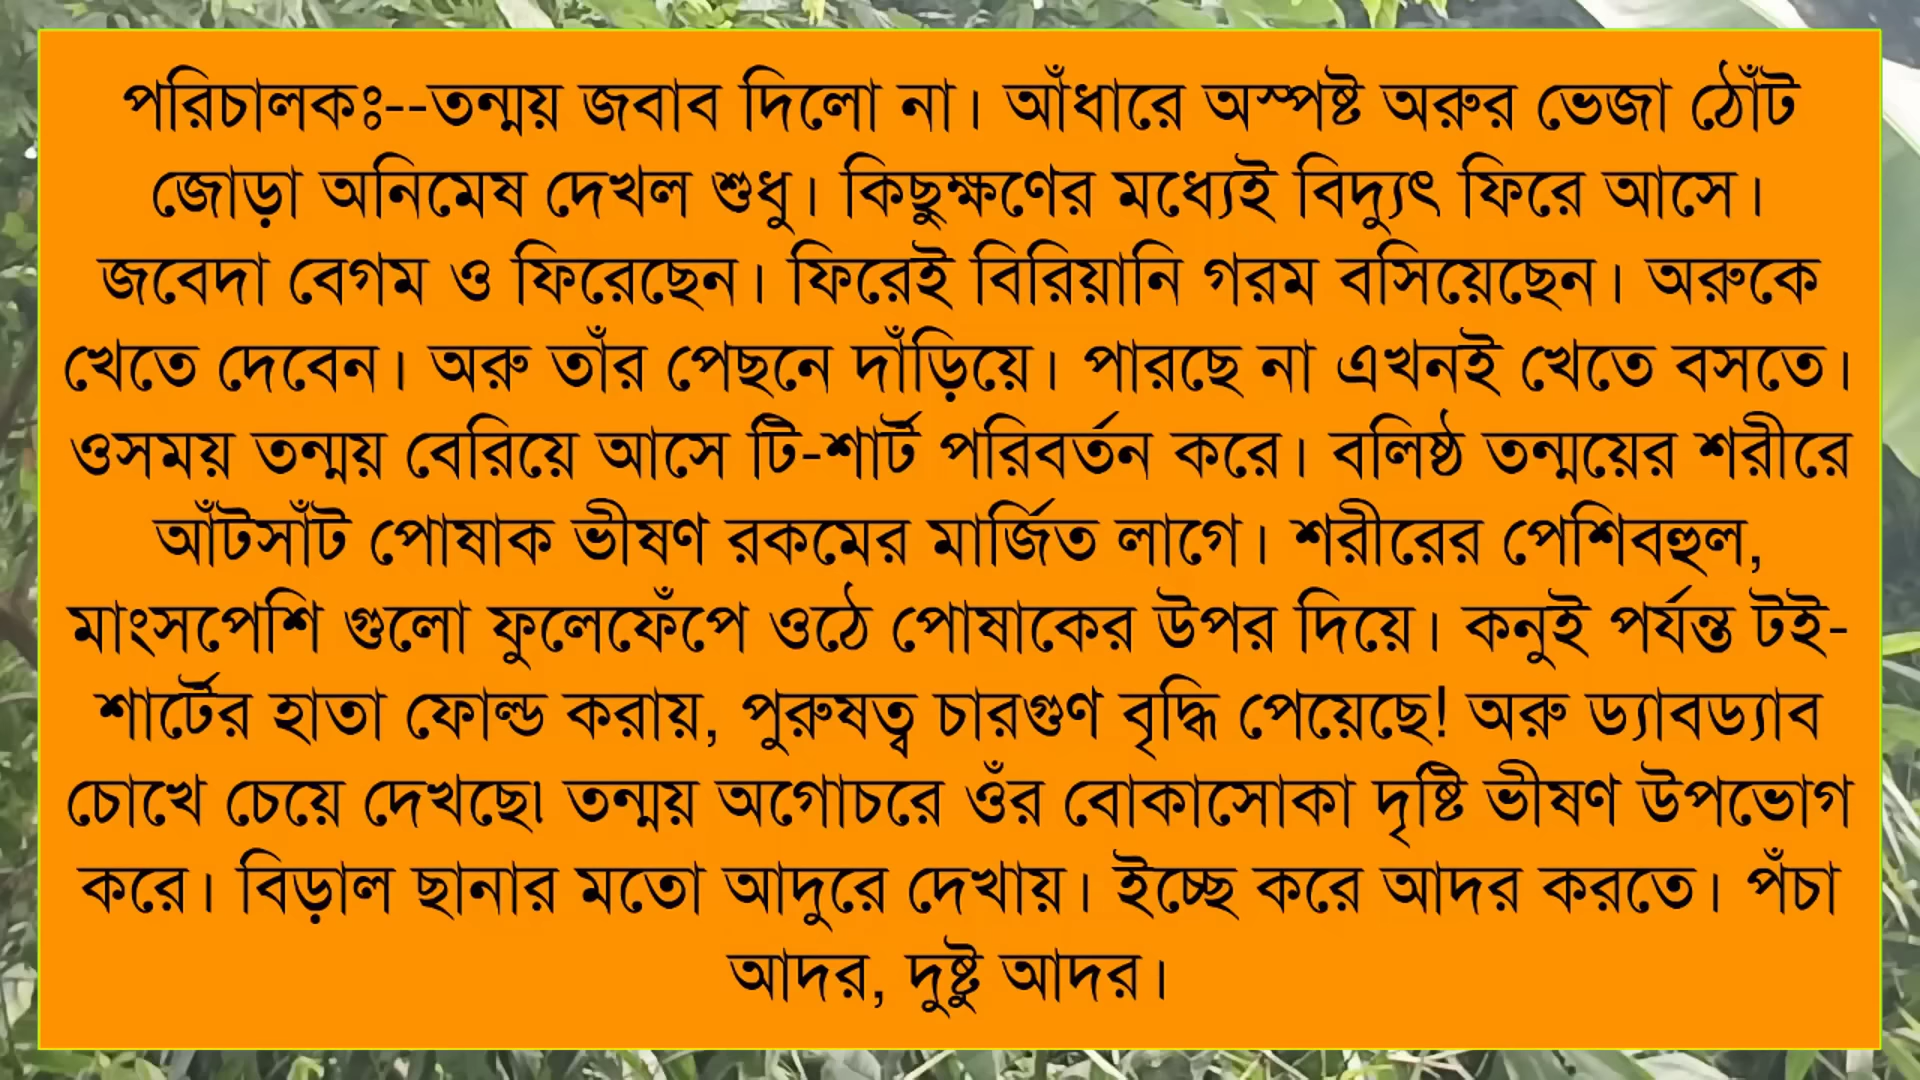 পরিচালকঃ--তন্ময় জবাব দিলো না। আঁধারে অস্পষ্ট অরুর ভেজা ঠোঁট
জোড়া অনিমেষ দেখল শুধু। কিছুক্ষণের মধ্যেই বিদ্যুৎ ফিরে আসে।
জবেদা বেগম ও ফিরেছেন। ফিরেই বিরিয়ানি গরম বসিয়েছেন। অরুকে
খেতে দেবেন। অরু তাঁর পেছনে দাঁড়িয়ে। পারছে না এখনই খেতে বসতে।
ওসময় তন্ময় বেরিয়ে আসে টি-শার্ট পরিবর্তন করে। বলিষ্ঠ তন্ময়ের শরীরে
আঁটসাঁট পোষাক ভীষণ রকমের মার্জিত লাগে। শরীরের পেশিবহুল,
মাংসপেশি গুলো ফুলেফেঁপে ওঠে পোষাকের উপর দিয়ে। কনুই পর্যন্ত টই-
শার্টের হাতা ফোল্ড করায়, পুরুষত্ব চারগুণ বৃদ্ধি পেয়েছে! অরু ড্যাবড্যাব
চোখে চেয়ে দেখছে৷ তন্ময় অগোচরে ওঁর বোকাসোকা দৃষ্টি ভীষণ উপভোগ
করে। বিড়াল ছানার মতো আদুরে দেখায়। ইচ্ছে করে আদর করতে। পঁচা
আদর, দুষ্টু আদর।